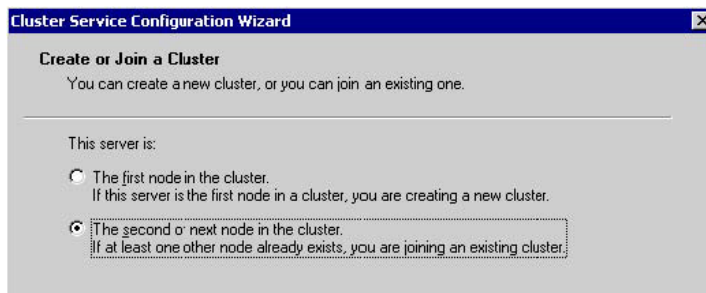 Cluster Service Configuration Wizard
Create or Join a Cluster
You can create a new cluster, or you can join an existing one.
This server is:
The first node in the cluster.
If this server is the first node in a cluster, you are creating a new cluster.
The second or next node in the cluster.
If at least one other node already exists, you are joining an existing cluster.